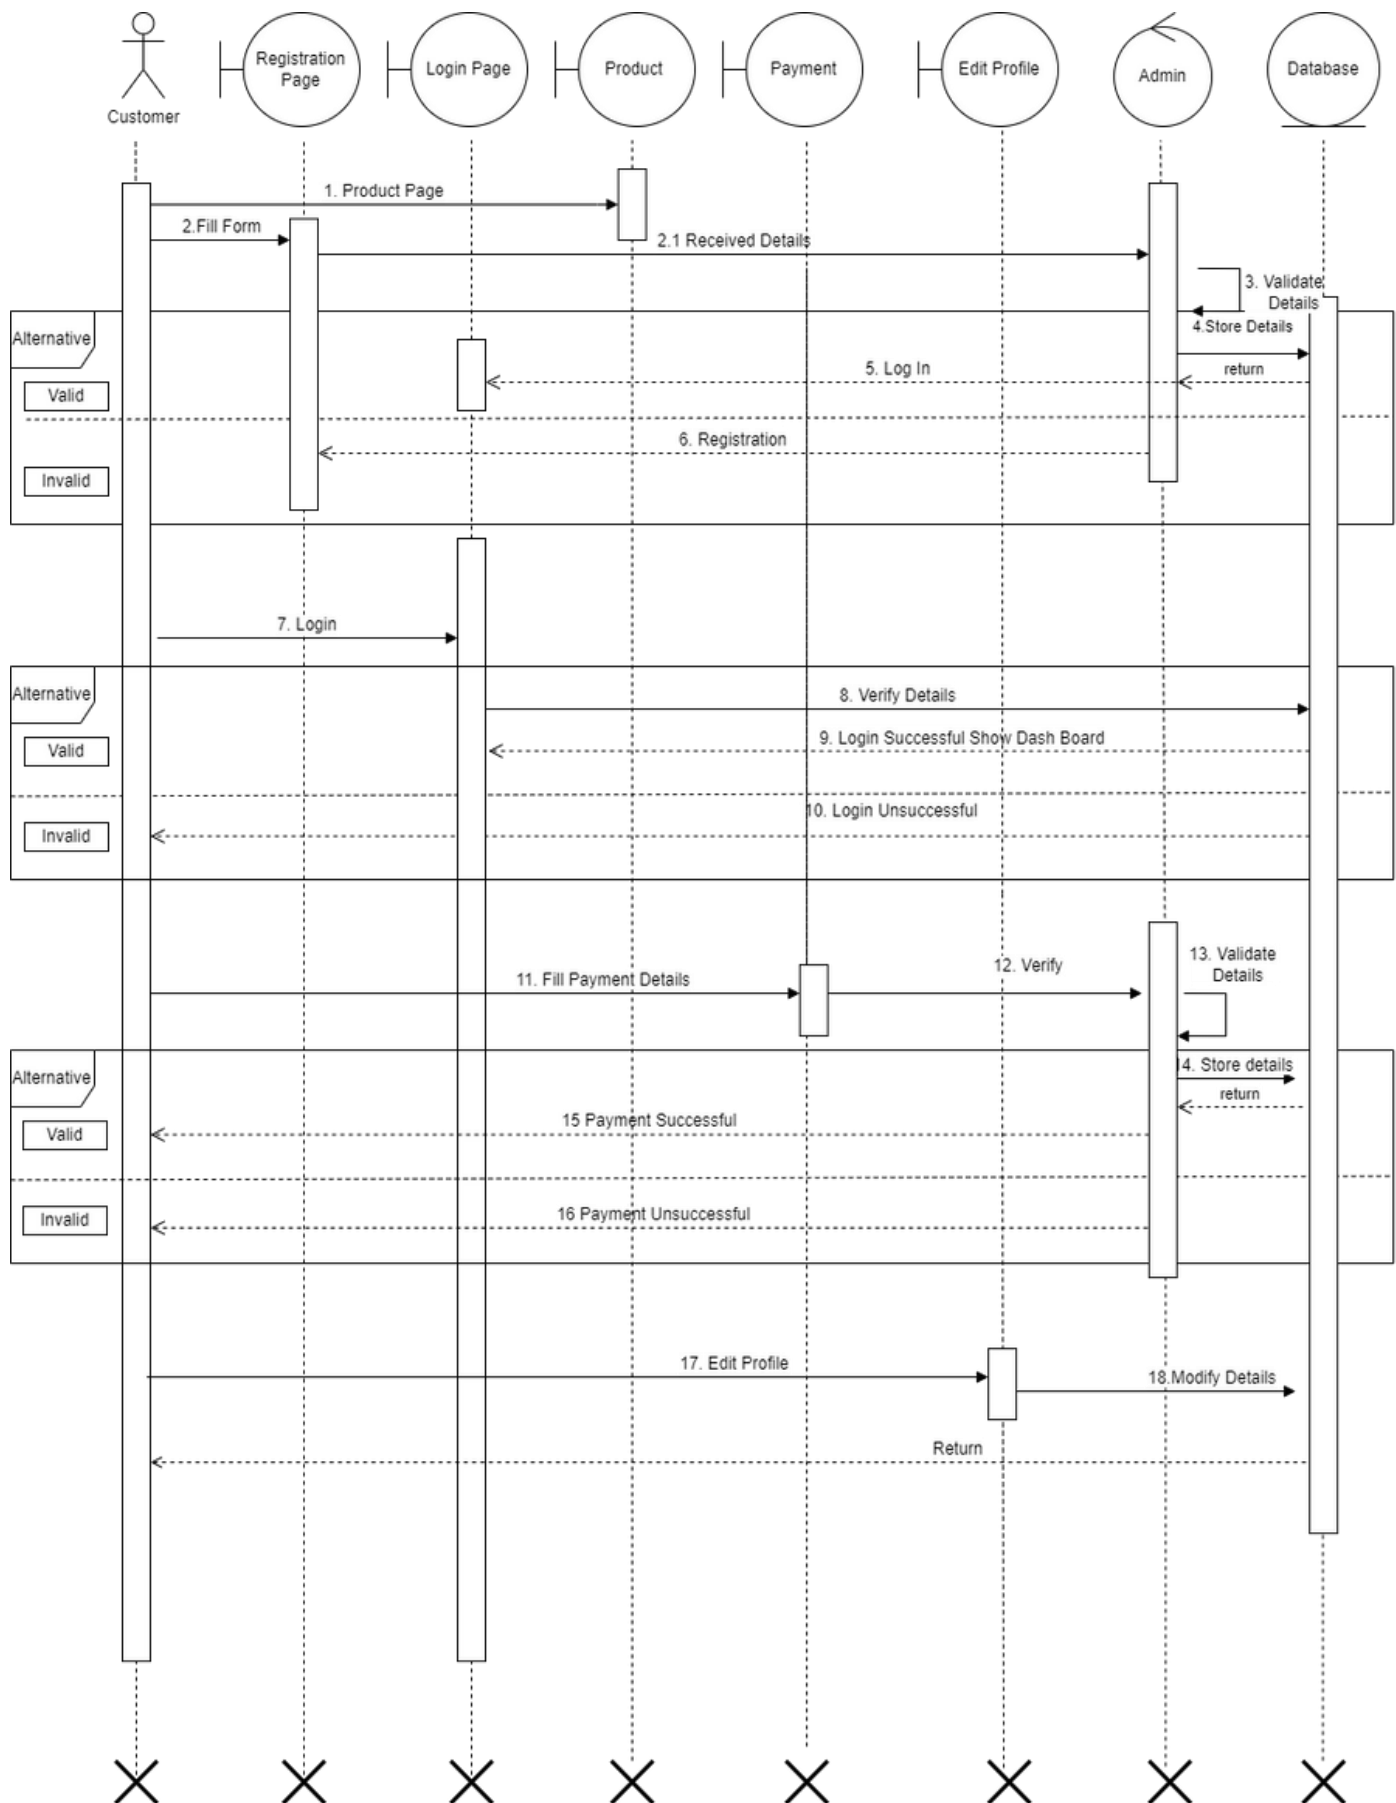 Customer
Registration
Page
Login Page
Product
Payment
Edit Profile
Admin
Database
1. Product Page
2.Fill Form
2.1 Received Details
3. Validate
Details
Alternative
4.Store Details
return
5. Log In
Valid
6. Registration
Invalid
7. Login
Alternative
8. Verify Details
9. Login Successful Show Dash Board
Valid
10. Login Unsuccessful
Invalid
11. Fill Payment Details
12. Verify
13. Validate
Details
Alternative
14. Store details
return
15 Payment Successful
Valid
16 Payment Unsuccessful
Invalid
17. Edit Profile
18.Modify Details
Return